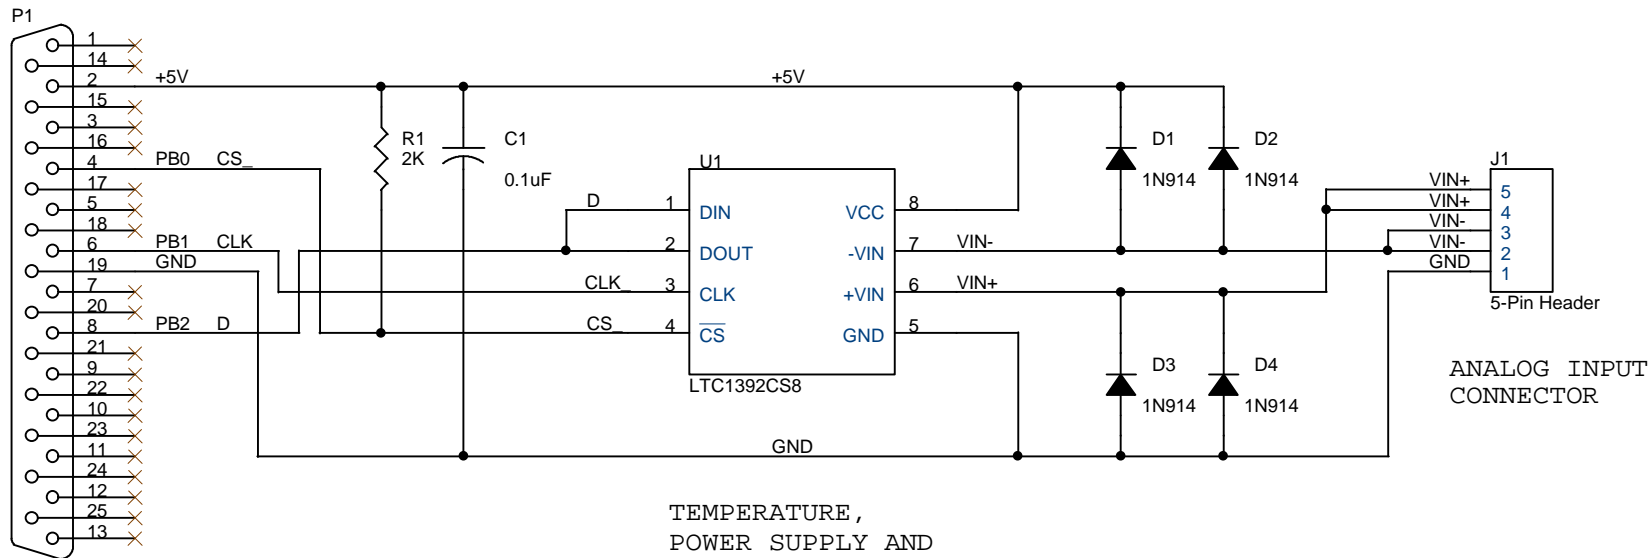 P1
1
14
2 +5V +5V
15
3
16
4 PB0 CS_
17
5
18
6 PB1 CLK
19 GND
7
20
8 PB2 D
21
9
22
10
23
11
24
12
25
13
R1
2K
C1
0.1uF
U1
D 1 DIN VCC 8
2 DOUT -VIN 7 VIN-
CLK_ 3 CLK +VIN 6 VIN+
CS_ 4 CS GND 5
LTC1392CS8
GND
D1
1N914
D2
1N914
D3
1N914
D4
1N914
J1
VIN+ 5
VIN+ 4
VIN- 3
VIN- 2
GND 1
5-Pin Header
ANALOG INPUT
CONNECTOR
TEMPERATURE,
POWER SUPPLY AND